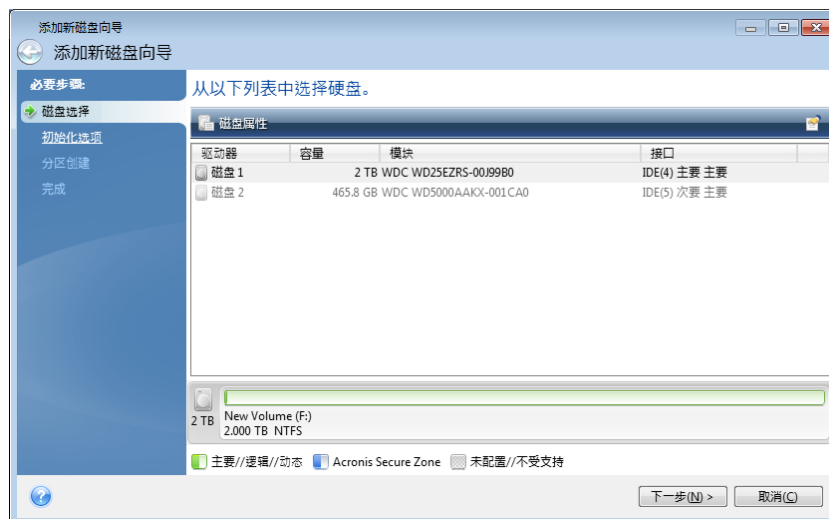 添加新磁盘向导
添加新磁盘向导
必要步骤:
磁盘选择
初始化选项
分区创建
完成
从以下列表中选择硬盘。
磁盘属性
驱动器 容量 模块 接口
磁盘 1 2 TB WDC WD25EZRS-00J99B0 IDE(4) 主要 主要
磁盘 2 465.8 GB WDC WD5000AAKX-001CA0 IDE(5) 次要 主要
2 TB
New Volume (F:)
2.000 TB NTFS
主要//逻辑//动态 Acronis Secure Zone 未配置//不受支持
下一步(N) > 取消(C)